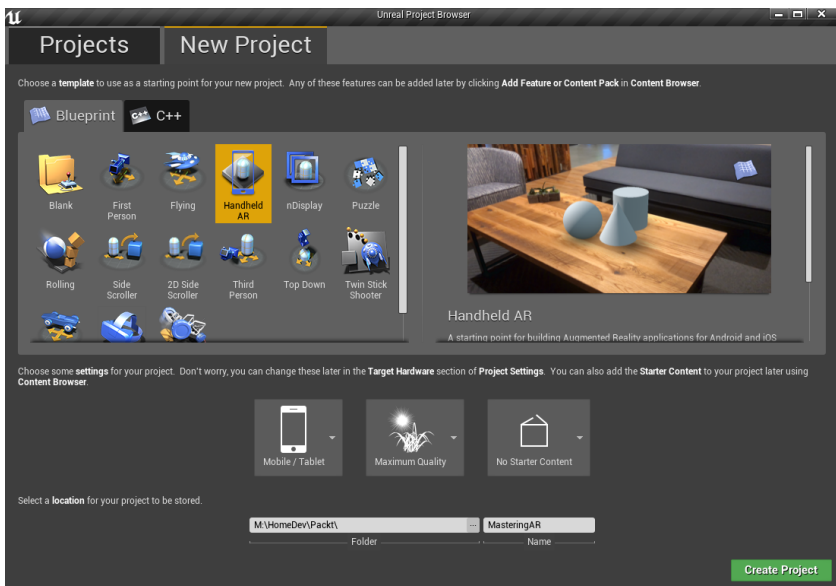 Unreal Project Browser
Projects
New Project
Choose a template to use as a starting point for your new project. Any of these features can be added later by clicking Add Feature or Content Pack in Content Browser.
Blueprint
C++
C++
Blank
First
Person
Flying
Handheld
AR
nDisplay
Puzzle
Rolling
Side
Scroller
2D Side
Scroller
Third
Person
Top Down
Twin Stick
Shooter
Handheld AR
A starting point for building Augmented Reality applications for Android and iOS
Choose some settings for your project. Don't worry, you can change these later in the Target Hardware section of Project Settings. You can also add the Starter Content to your project later using
Content Browser.
Mobile / Tablet
Maximum Quality
No Starter Content
Select a location for your project to be stored.
M:\HomeDev\Packt\
...
MasteringAR
Folder
Name
Create Project